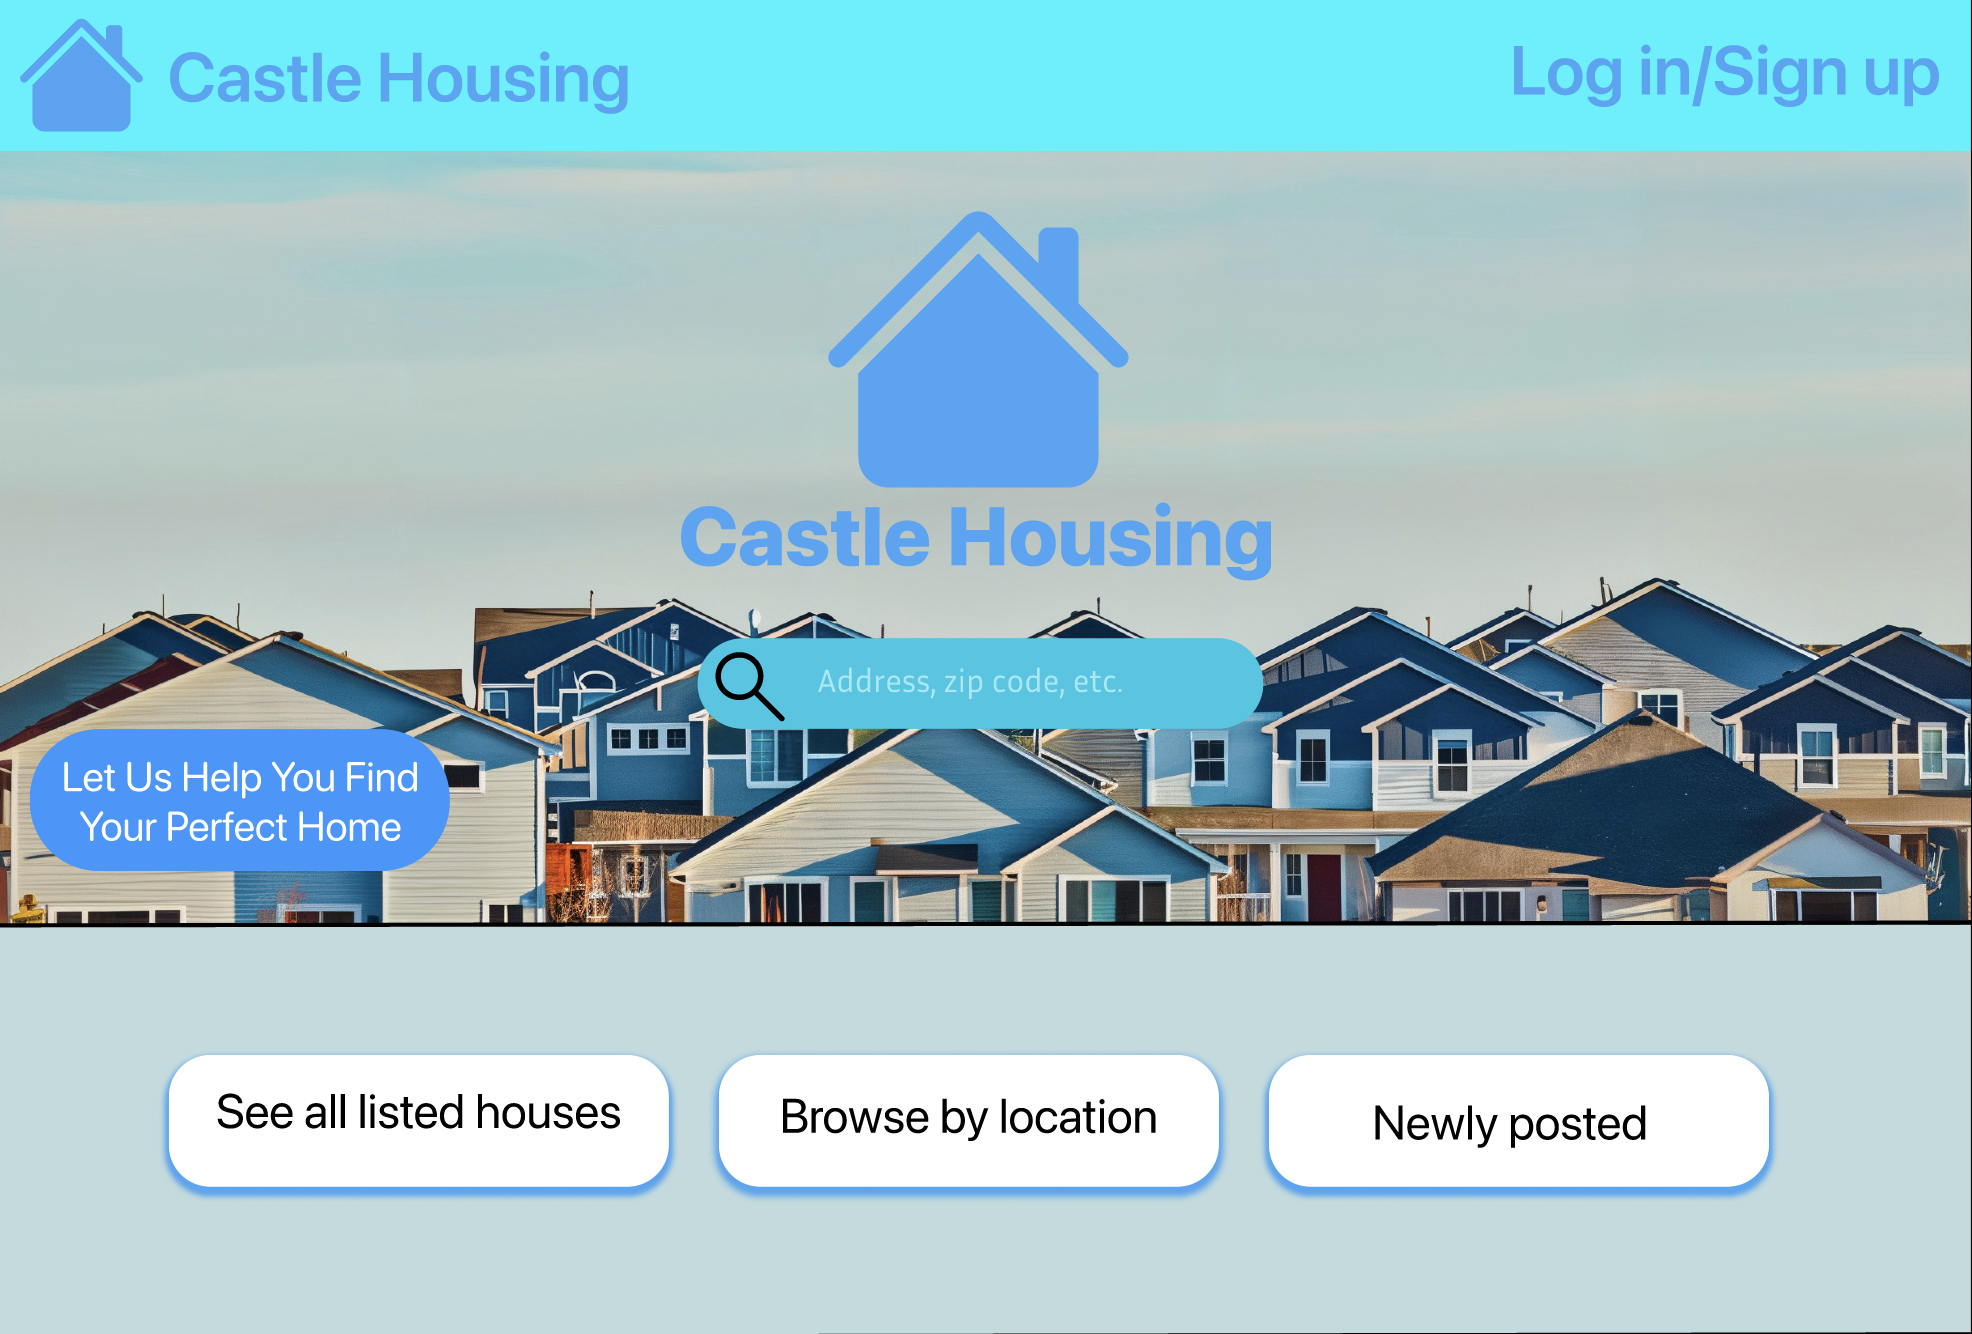 Castle Housing
Log in/Sign up
Castle Housing
Address, zip code, etc.
Let Us Help You Find
Your Perfect Home
See all listed houses
Browse by location
Newly posted